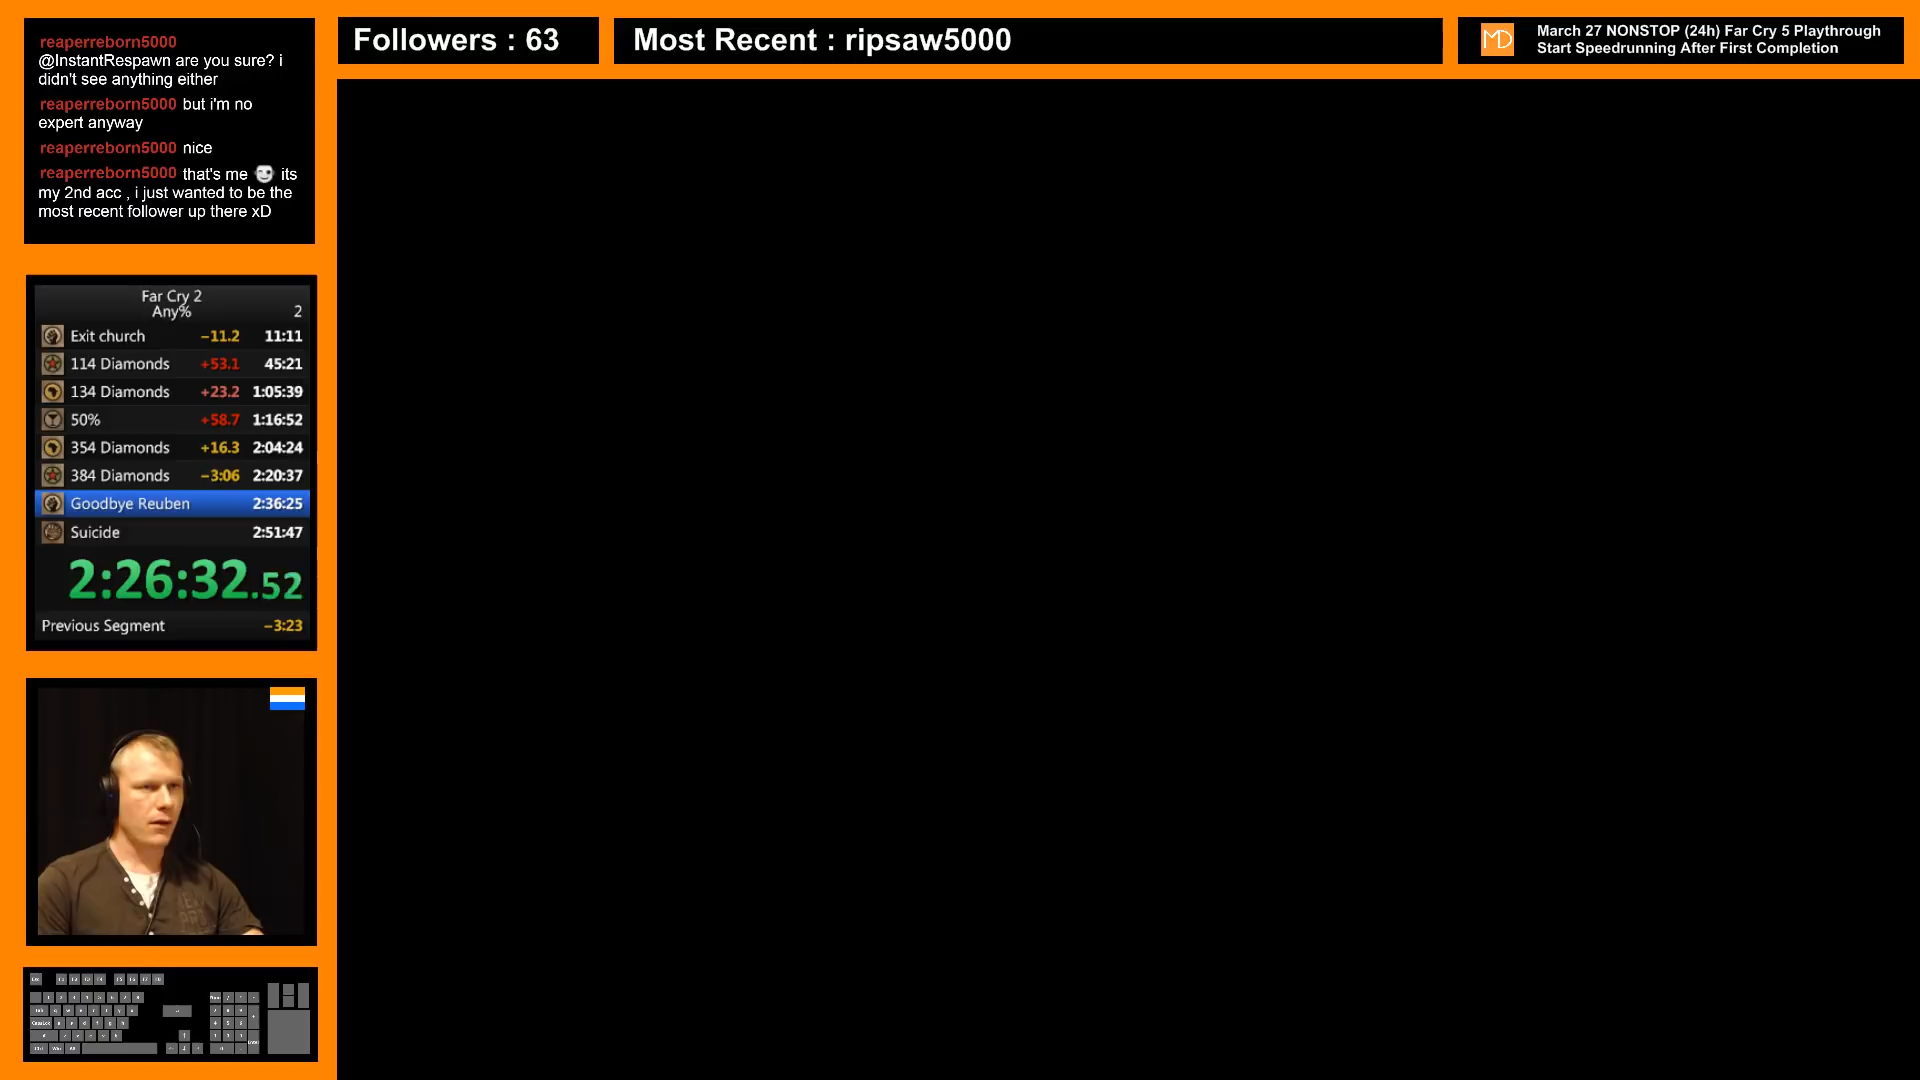 Followers : 63
Most Recent : ripsaw5000
MD
March 27 NONSTOP (24h) Far Cry 5 Playthrough
Start Speedrunning After First Completion
reaperreborn5000
@InstantRespawn are you sure? i
didn't see anything either
reaperreborn5000 but i'm no
expert anyway
reaperreborn5000 nice
reaperreborn5000 that's me its
my 2nd acc , i just wanted to be the
most recent follower up there xD
Far Cry 2
Any% 2
Exit church −11.2 11:11
114 Diamonds +53.1 45:21
134 Diamonds +23.2 1:05:39
50% +58.7 1:16:52
354 Diamonds +16.3 2:04:24
384 Diamonds −3:06 2:20:37
Goodbye Reuben 2:36:25
Suicide 2:51:47
2:26:32.52
Previous Segment −3:23